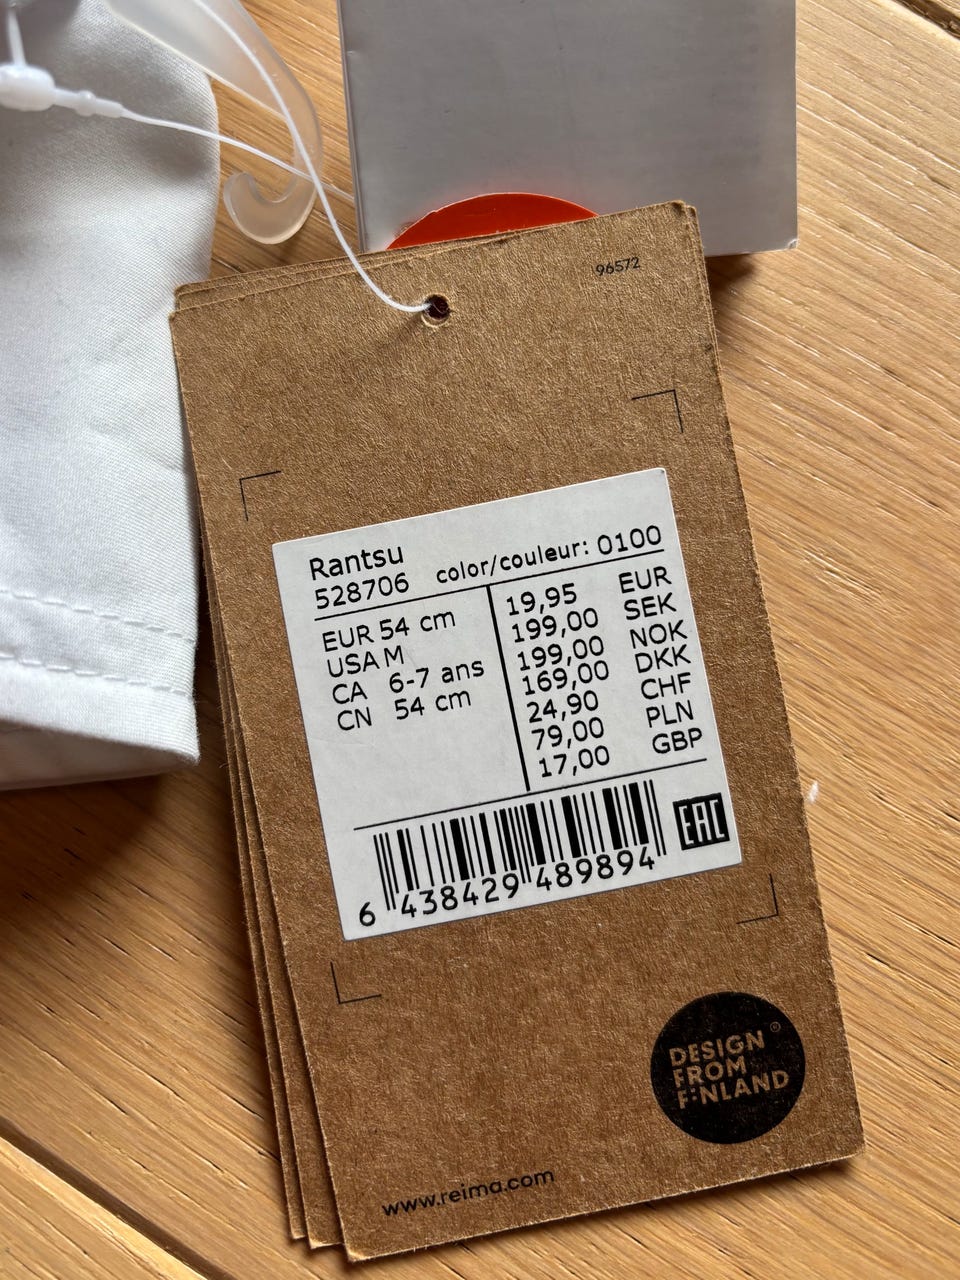 96572
Rantsu
528706 color/couleur: 0100
EUR 54 cm
USA M
CA 6-7 ans
CN 54 cm
19,95 EUR
199,00 SEK
199,00 NOK
169,00 DKK
24,90 CHF
79,00 PLN
17,00 GBP
6 438429 489894
EAC
DESIGN ®
FROM
FINLAND
www.reima.com